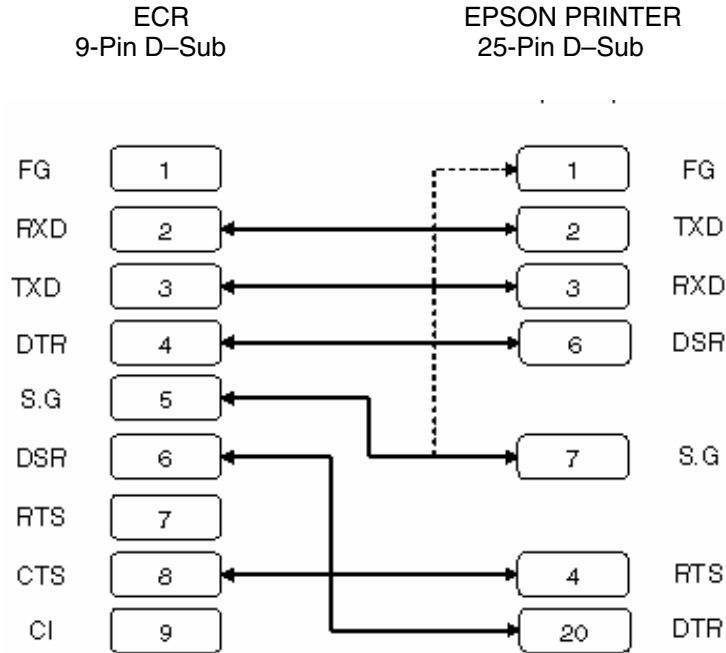 ECR EPSON PRINTER
9-Pin D–Sub 25-Pin D–Sub
FG 1 1 FG
RXD 2 2 TXD
TXD 3 3 RXD
DTR 4 6 DSR
S.G 5
DSR 6 7 S.G
RTS 7
CTS 8 4 RTS
CI 9 20 DTR